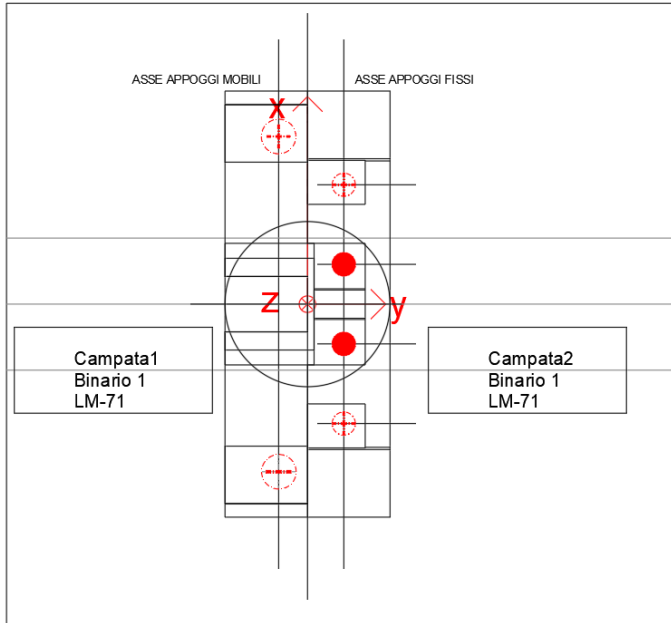 ASSE APPOGGI MOBILI
ASSE APPOGGI FISSI
x
z
y
Campata1
Binario 1
LM-71
Campata2
Binario 1
LM-71